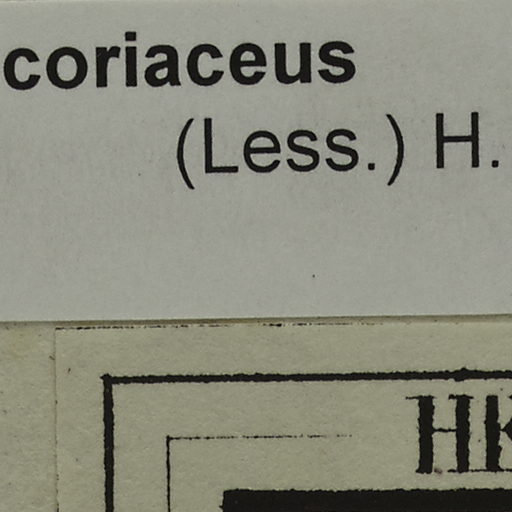 coriaceus
(Less.) H.
HK